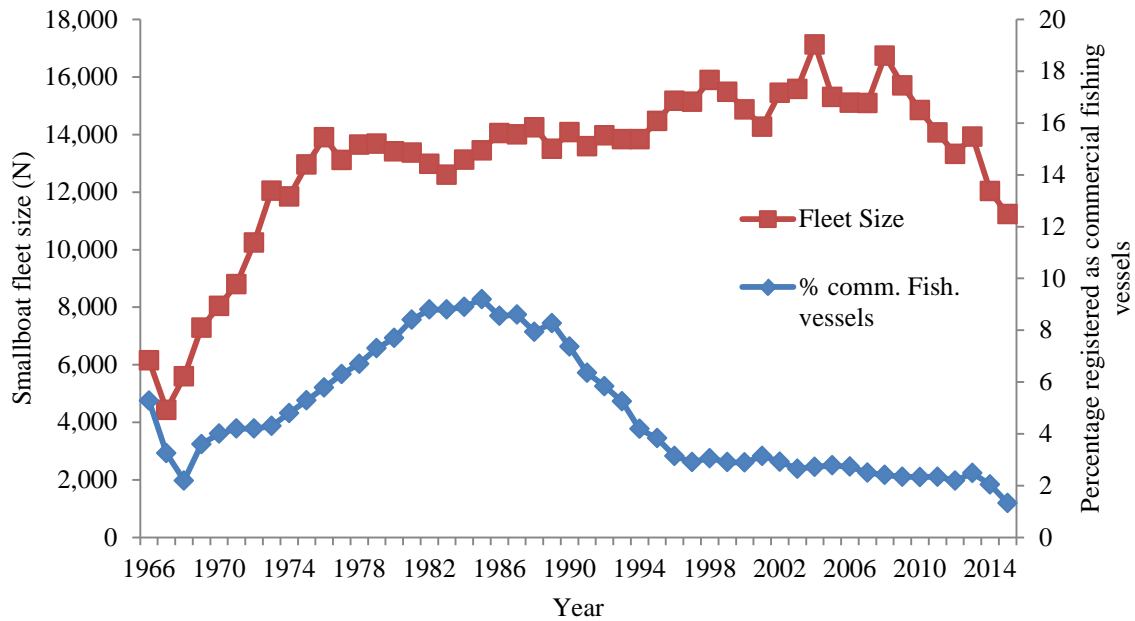 18,000
16,000
14,000
12,000
10,000
8,000
6,000
4,000
2,000
0
Smallboat fleet size (N)
20
18
16
14
12
10
8
6
4
2
0
Percentage registered as commercial fishing
vessels
Fleet Size
% comm. Fish.
vessels
1966 1970 1974 1978 1982 1986 1990 1994 1998 2002 2006 2010 2014
Year